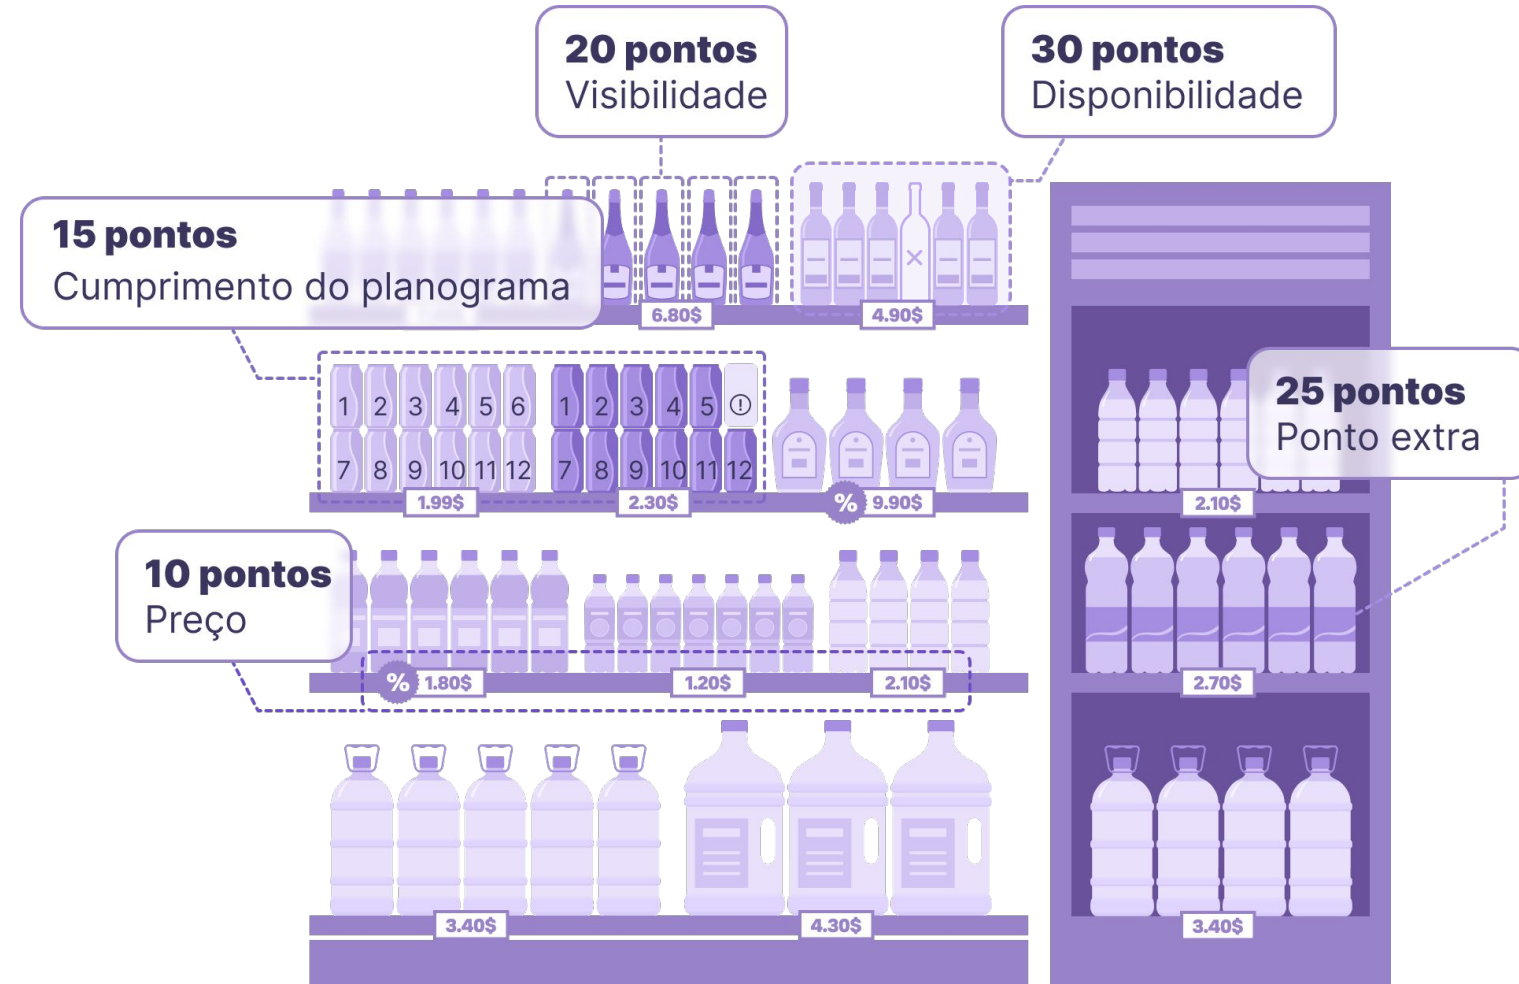 20 pontos
Visibilidade
30 pontos
Disponibilidade
15 pontos
Cumprimento do planograma
6.80$
4.90$
25 pontos
Ponto extra
1 2 3 4 5 6 1 2 3 4 5 !
7 8 9 10 11 12 7 8 9 10 11 12
1.99$
2.30$
% 9.90$
2.10$
10 pontos
Preço
% 1.80$
1.20$
2.10$
2.70$
3.40$
4.30$
3.40$